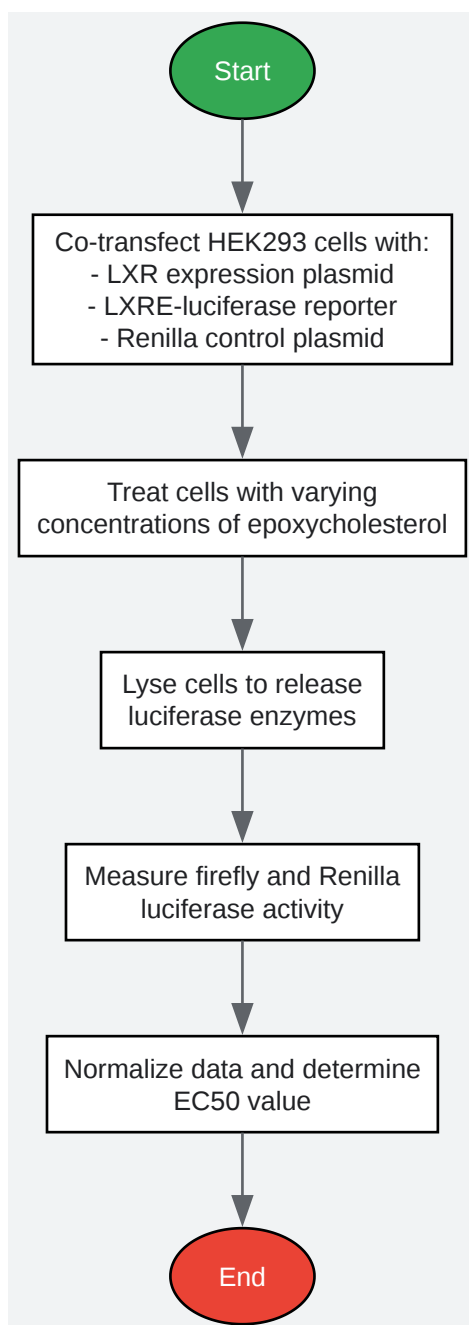 Start
Co-transfect HEK293 cells with:
- LXR expression plasmid
- LXRE-luciferase reporter
- Renilla control plasmid
Treat cells with varying
concentrations of epoxycholesterol
Lyse cells to release
luciferase enzymes
Measure firefly and Renilla
luciferase activity
Normalize data and determine
EC50 value
End